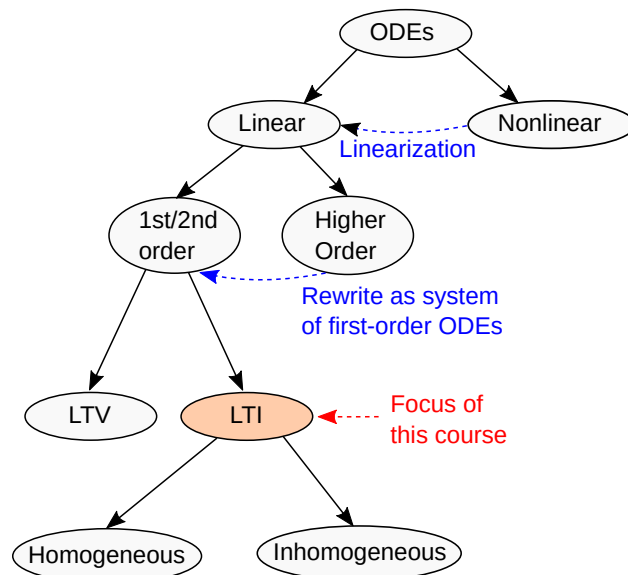 ODEs
Linear
Nonlinear
Linearization
1st/2nd
order
Higher
Order
Rewrite as system
of first-order ODEs
LTV
LTI
Focus of
this course
Homogeneous
Inhomogeneous